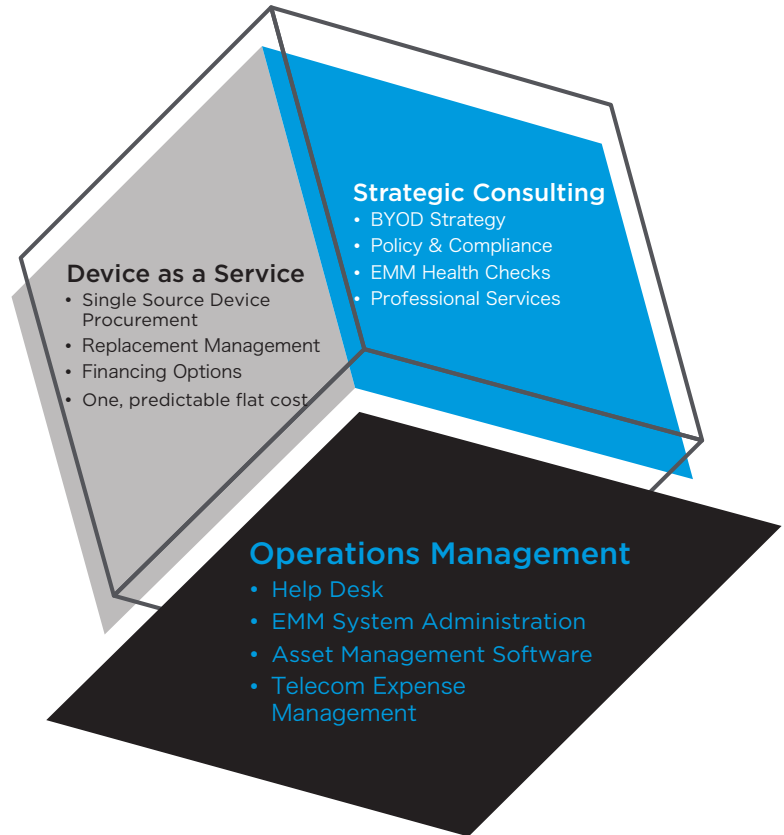 Strategic Consulting
• BYOD Strategy
• Policy & Compliance
• EMM Health Checks
• Professional Services
Device as a Service
• Single Source Device
Procurement
• Replacement Management
• Financing Options
• One, predictable flat cost
Operations Management
• Help Desk
• EMM System Administration
• Asset Management Software
• Telecom Expense
Management